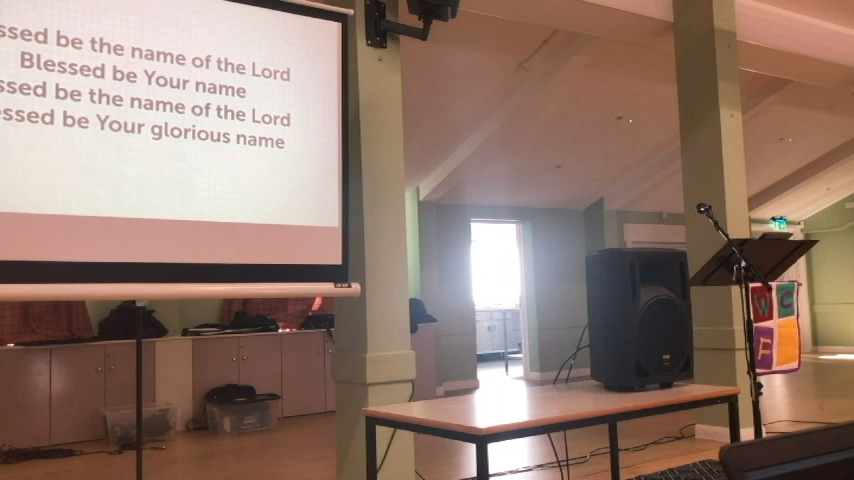 ssed be the name of the Lord
Blessed be Your name
ssed be the name of the Lord
essed be Your glorious name
W C
F